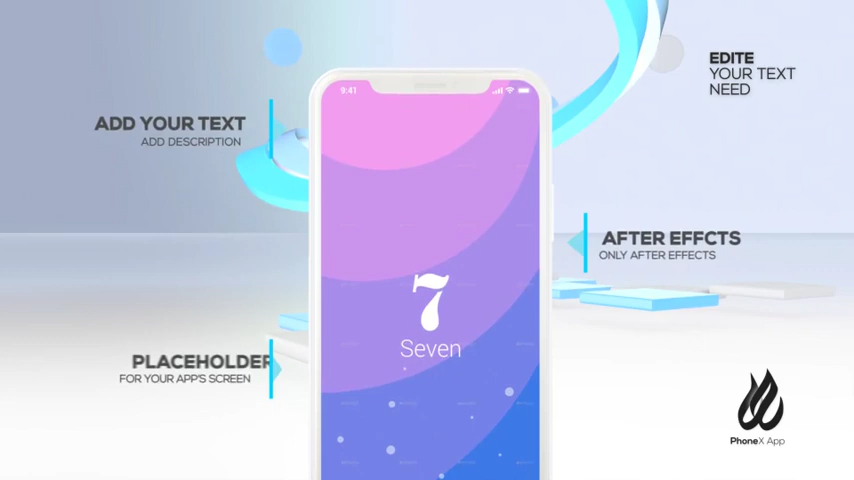 EDITE
YOUR TEXT
NEED
9:41
ADD YOUR TEXT
ADD DESCRIPTION
AFTER EFFCTS
ONLY AFTER EFFECTS
7
Seven
PLACEHOLDER
FOR YOUR APP'S SCREEN
PhoneX App